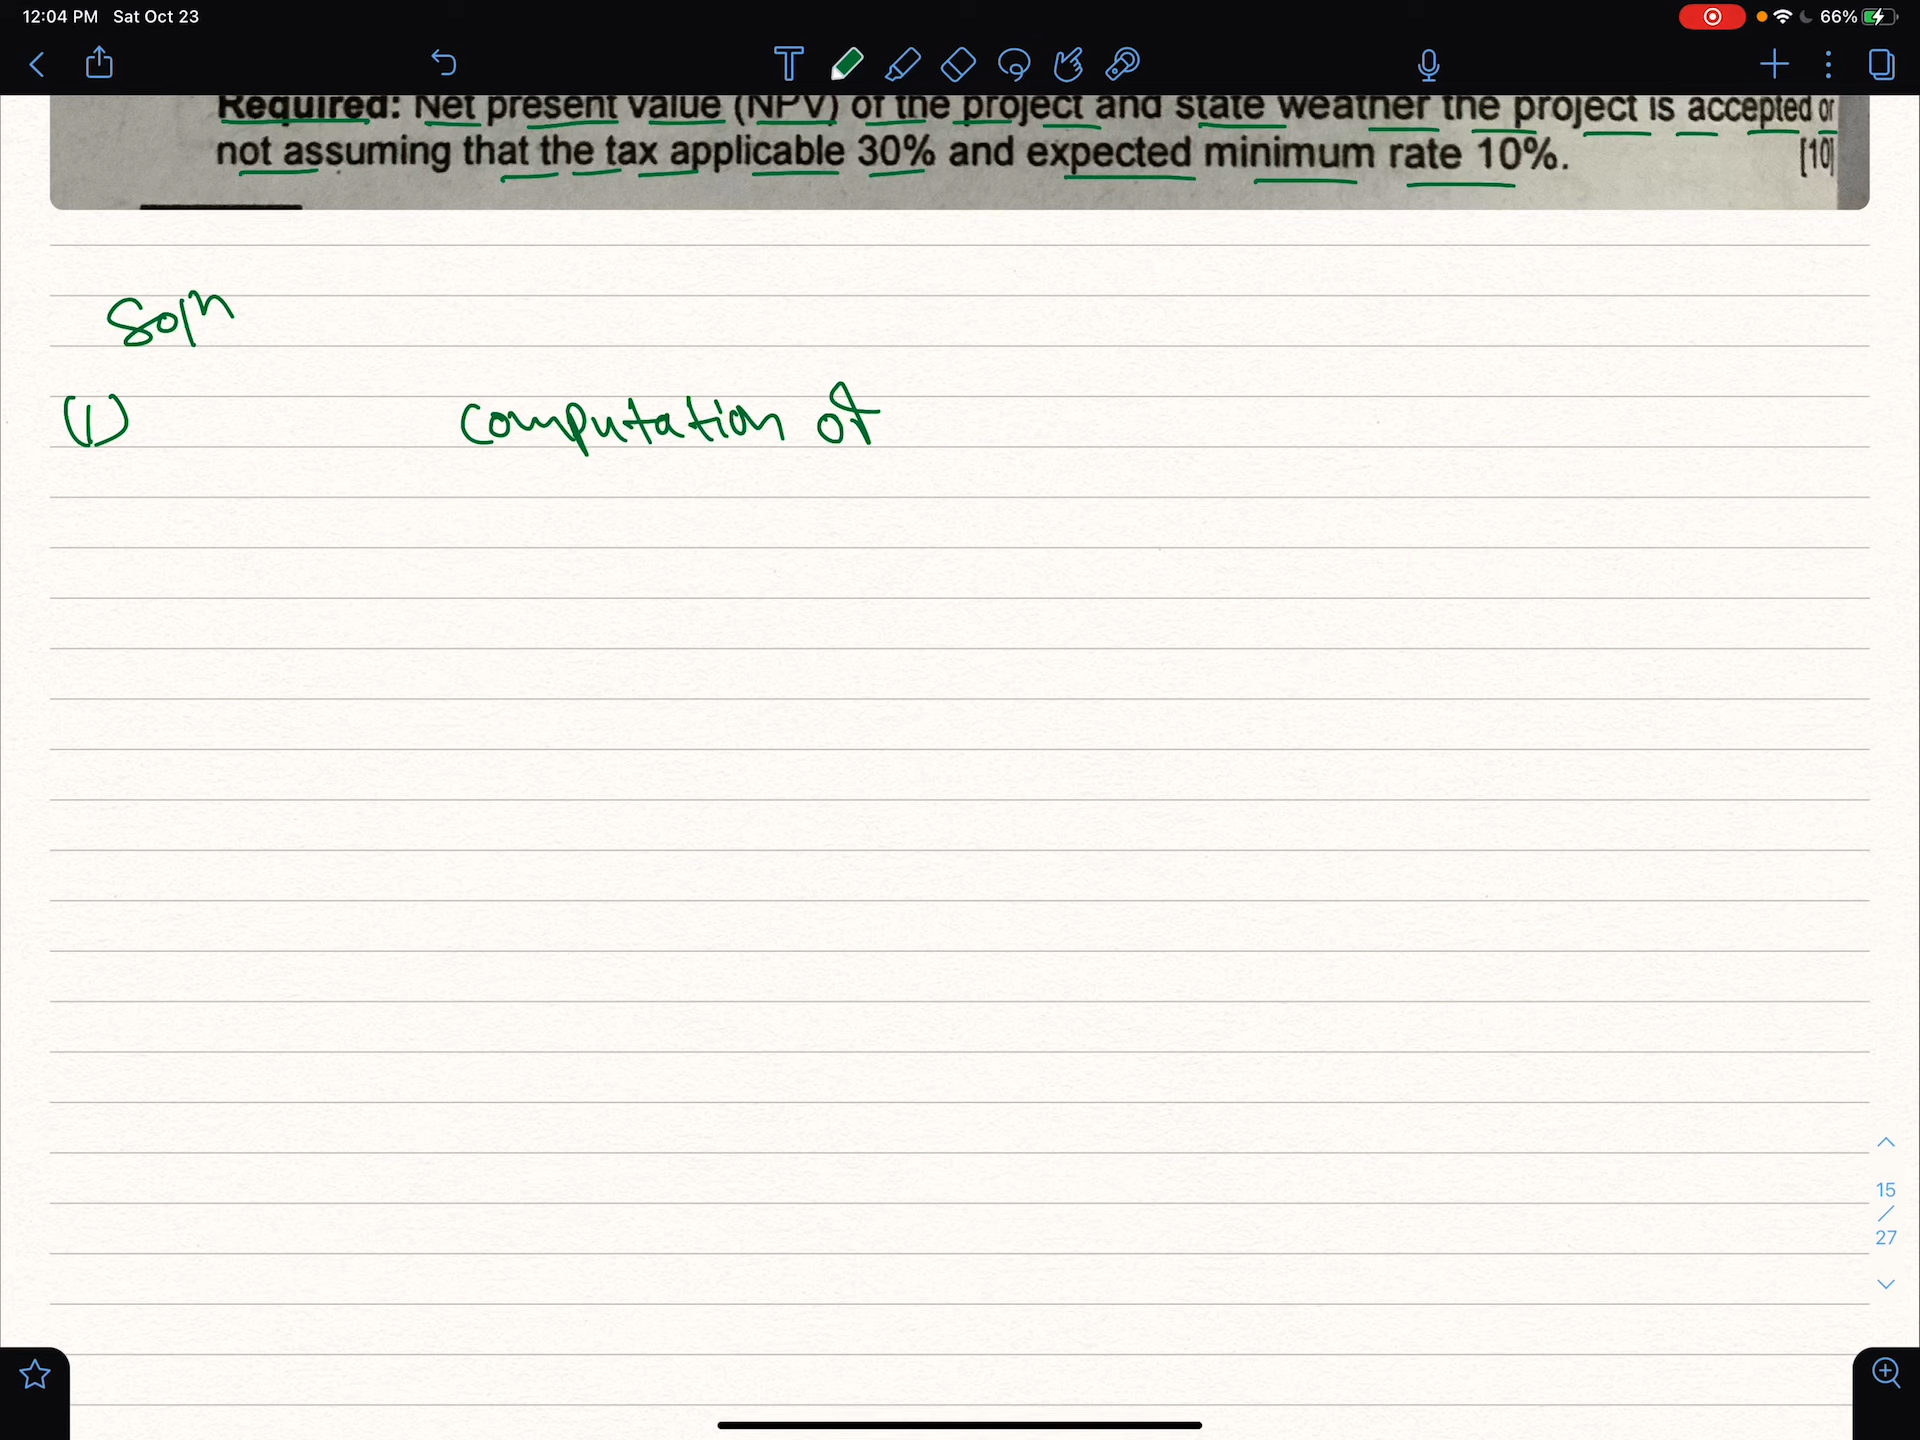 12:04 PM Sat Oct 23
66%
Required: Net present value (NPV) of the project and state weather the project is accepted or
not assuming that the tax applicable 30% and expected minimum rate 10%. [10]
Soln
(1) Computation of
15
/
27